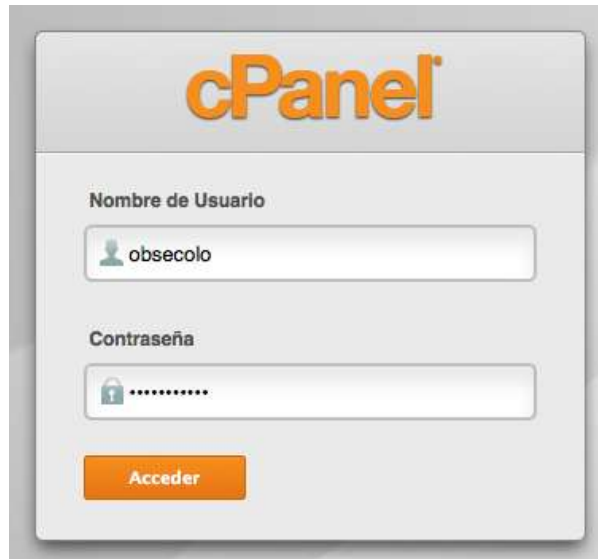 cPanel
Nombre de Usuario
obsecolo
Contraseña
•••••••••••
Acceder